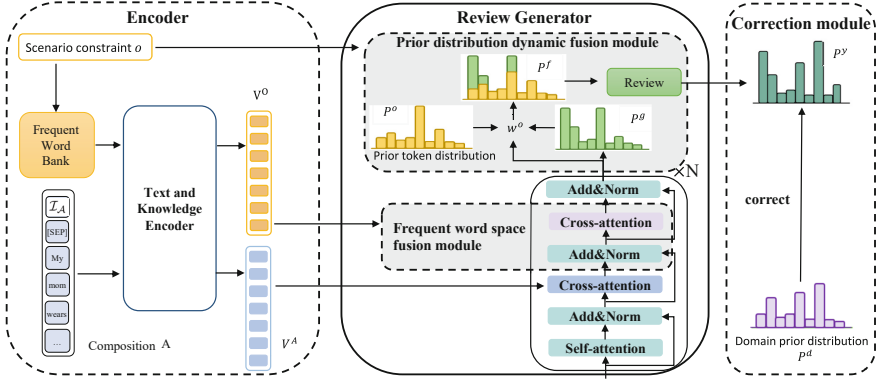 Encoder
Scenario constraint o
Frequent
Word
Bank
I_A
[SEP]
My
mom
wears
...
Composition A
Text and
Knowledge
Encoder
V^O
V^A
Review Generator
Prior distribution dynamic fusion module
P^f
Review
P^o
w^o
P^g
Prior token distribution
×N
Add&Norm
Frequent word space
fusion module
Cross-attention
Add&Norm
Cross-attention
Add&Norm
Self-attention
Correction module
P^y
correct
Domain prior distribution
P^d